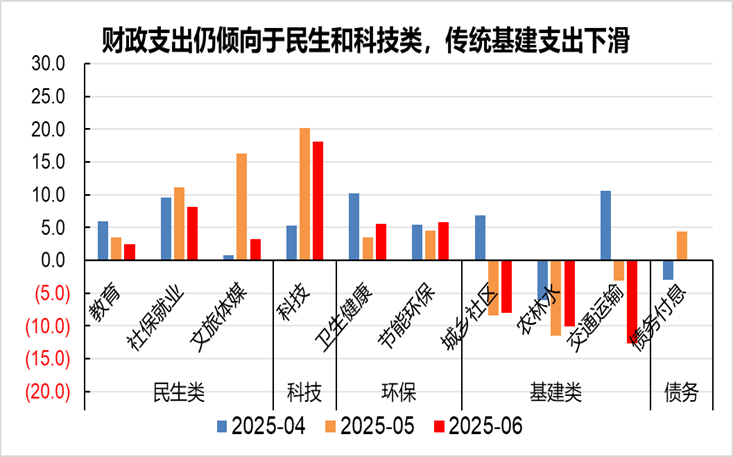 财政支出仍倾向于民生和科技类，传统基建支出下滑
30.0
25.0
20.0
15.0
10.0
5.0
0.0
(5.0)
(10.0)
(15.0)
(20.0)
教育
社保就业
文旅体媒
科技
卫生健康
节能环保
城乡社区
农林水
交通运输
债务付息
民生类
科技
环保
基建类
债务
2025-04
2025-05
2025-06